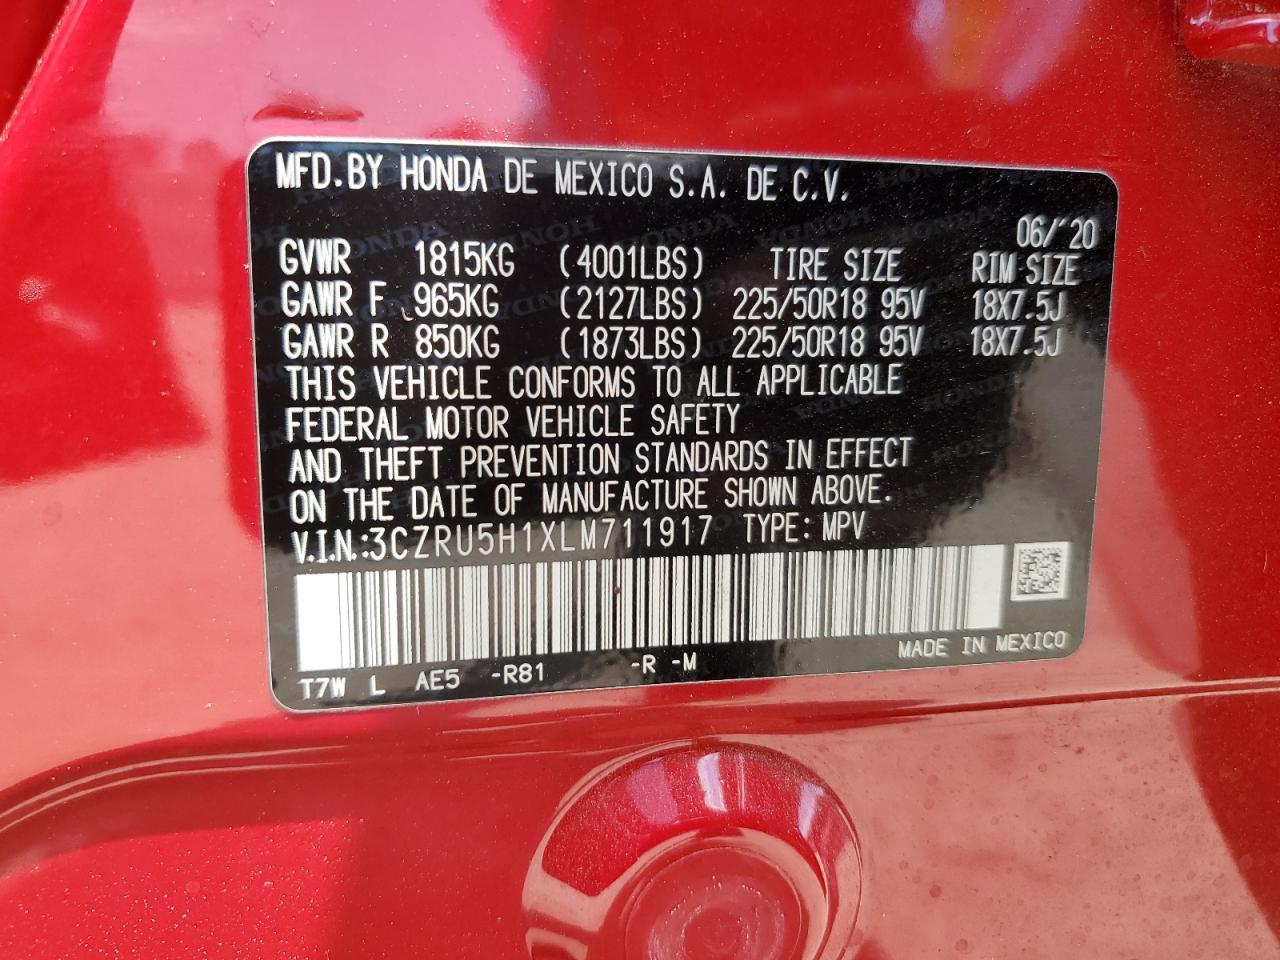 MFD.BY HONDA DE MEXICO S.A. DE C.V.
06/'20
GVWR 1815KG (4001LBS) TIRE SIZE RIM SIZE
GAWR F 965KG (2127LBS) 225/50R18 95V 18X7.5J
GAWR R 850KG (1873LBS) 225/50R18 95V 18X7.5J
THIS VEHICLE CONFORMS TO ALL APPLICABLE
FEDERAL MOTOR VEHICLE SAFETY
AND THEFT PREVENTION STANDARDS IN EFFECT
ON THE DATE OF MANUFACTURE SHOWN ABOVE.
V.I.N.:3CZRU5H1XLM711917 TYPE: MPV
MADE IN MEXICO
T7W L AE5 -R81 -R -M